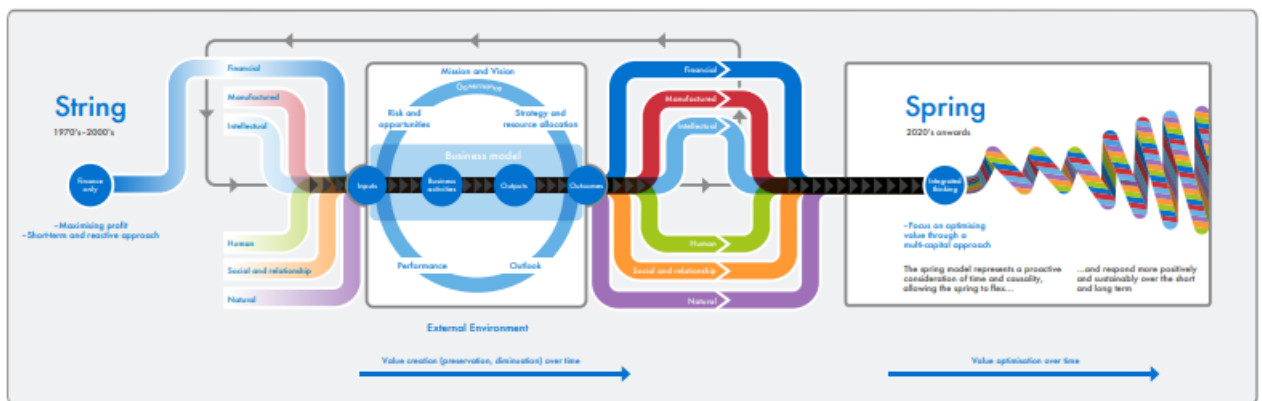 String
1970's–2000's
Finance
only
–Maximising profit
–Short-term and reactive approach
Financial
Manufactured
Intellectual
Human
Social and relationship
Natural
Mission and Vision
Governance
Risk and
opportunities
Strategy and
resource allocation
Business model
Inputs
Business
activities
Outputs
Outcomes
Performance
Outlook
External Environment
Value creation (preservation, diminuation) over time
Financial
Manufactured
Intellectual
Human
Social and relationship
Natural
Spring
2020's onwards
Integrated
thinking
–Focus on optimising
value through a
multi-capital approach
The spring model represents a proactive
consideration of time and causality,
allowing the spring to flex...
...and respond more positively
and sustainably over the short
and long term
Value optimisation over time